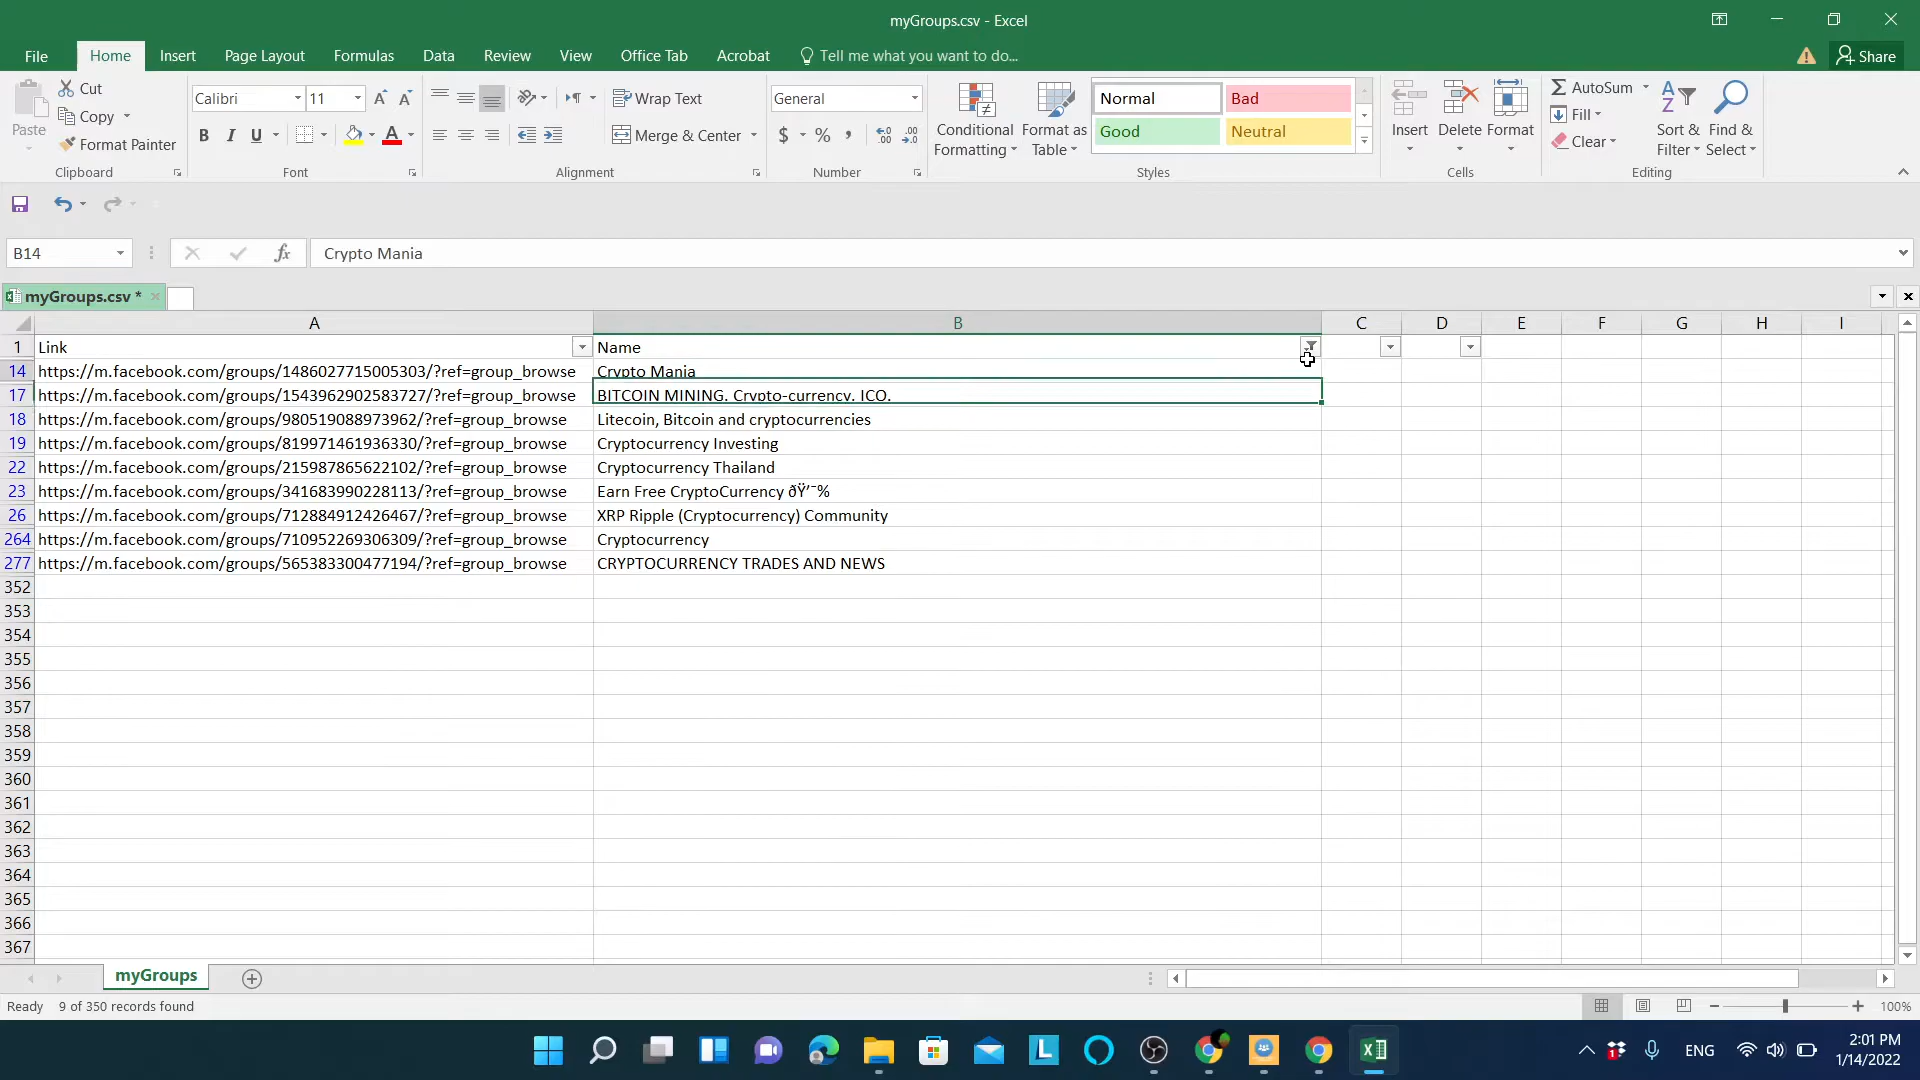 myGroups.csv - Excel
File Home Insert Page Layout Formulas Data Review View Office Tab Acrobat Tell me what you want to do... Share
Paste Cut Copy Format Painter
Clipboard
Calibri 11 B I U A
Font
Wrap Text
Merge & Center
Alignment
General
$ % ,
Number
Conditional Formatting Format as Table
Normal Bad
Good Neutral
Styles
Insert Delete Format
Cells
AutoSum
Fill
Clear
Sort & Filter Find & Select
Editing
B14 fx Crypto Mania
myGroups.csv *
A B C D E F G H I
1 Link Name
14 https://m.facebook.com/groups/1486027715005303/?ref=group_browse Crypto Mania
17 https://m.facebook.com/groups/1543962902583727/?ref=group_browse BITCOIN MINING, Crypto-currency, ICO,
18 https://m.facebook.com/groups/980519088973962/?ref=group_browse Litecoin, Bitcoin and cryptocurrencies
19 https://m.facebook.com/groups/819971461936330/?ref=group_browse Cryptocurrency Investing
22 https://m.facebook.com/groups/215987865622102/?ref=group_browse Cryptocurrency Thailand
23 https://m.facebook.com/groups/341683990228113/?ref=group_browse Earn Free CryptoCurrency ðŸ’¯%
26 https://m.facebook.com/groups/712884912426467/?ref=group_browse XRP Ripple (Cryptocurrency) Community
264 https://m.facebook.com/groups/710952269306309/?ref=group_browse Cryptocurrency
277 https://m.facebook.com/groups/565383300477194/?ref=group_browse CRYPTOCURRENCY TRADES AND NEWS
352
353
354
355
356
357
358
359
360
361
362
363
364
365
366
367
myGroups
Ready 9 of 350 records found 100%
ENG 2:01 PM
1/14/2022